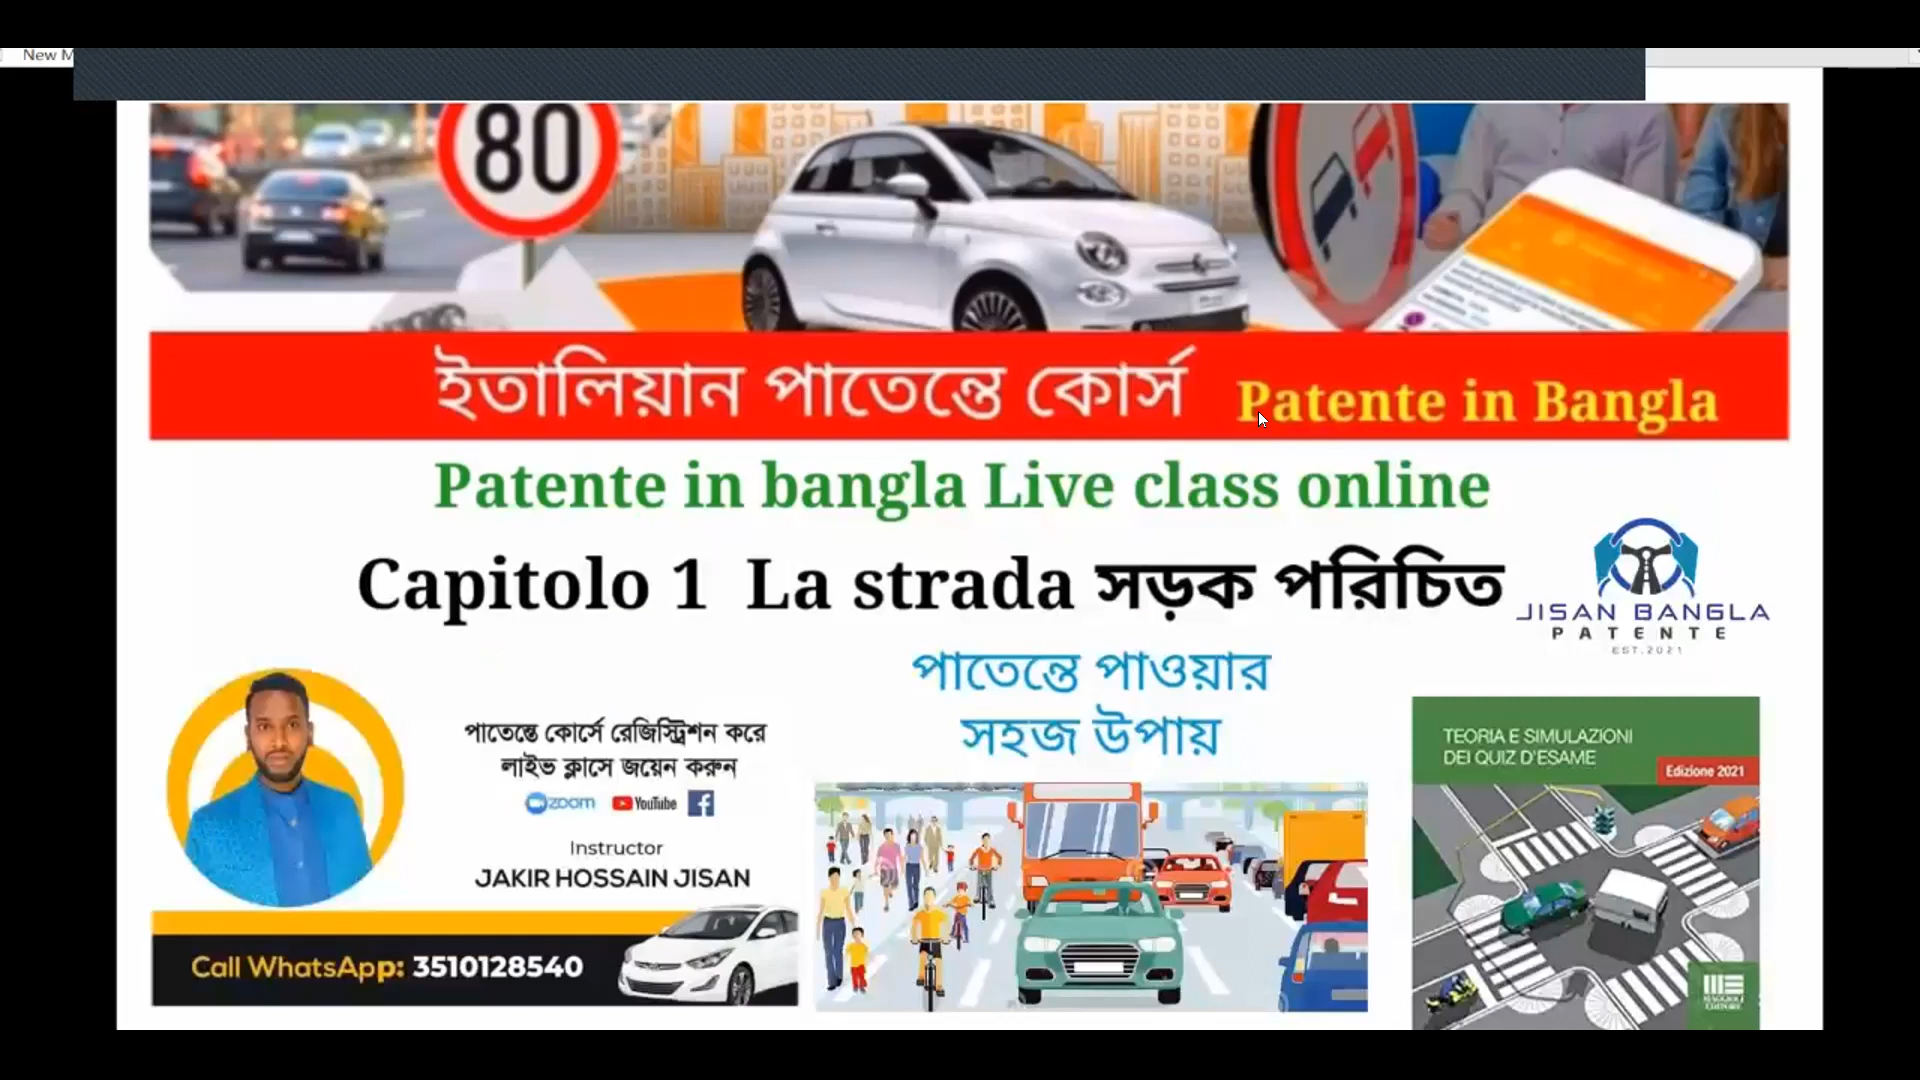 New M
80
ইতালিয়ান পাতেন্তে কোর্স Patente in Bangla
Patente in bangla Live class online
Capitolo 1 La strada সড়ক পরিচিত
JISAN BANGLA
PATENTE
EST.2021
পাতেন্তে পাওয়ার
সহজ উপায়
পাতেন্তে কোর্সে রেজিস্ট্রিশন করে
লাইভ ক্লাসে জয়েন করুন
zoom YouTube f
Instructor
JAKIR HOSSAIN JISAN
Call WhatsApp: 3510128540
TEORIA E SIMULAZIONI
DEI QUIZ D'ESAME
Edizione 2021
MAGGIOLI
EDITORE